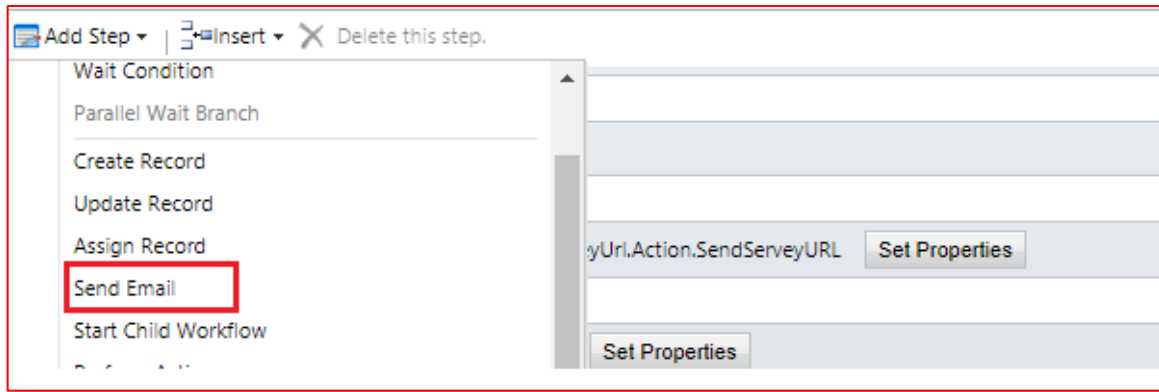 Add Step Insert Delete this step.
Wait Condition
Parallel Wait Branch
Create Record
Update Record
Assign Record
yUrl.Action.SendServeyURL Set Properties
Send Email
Start Child Workflow
Set Properties